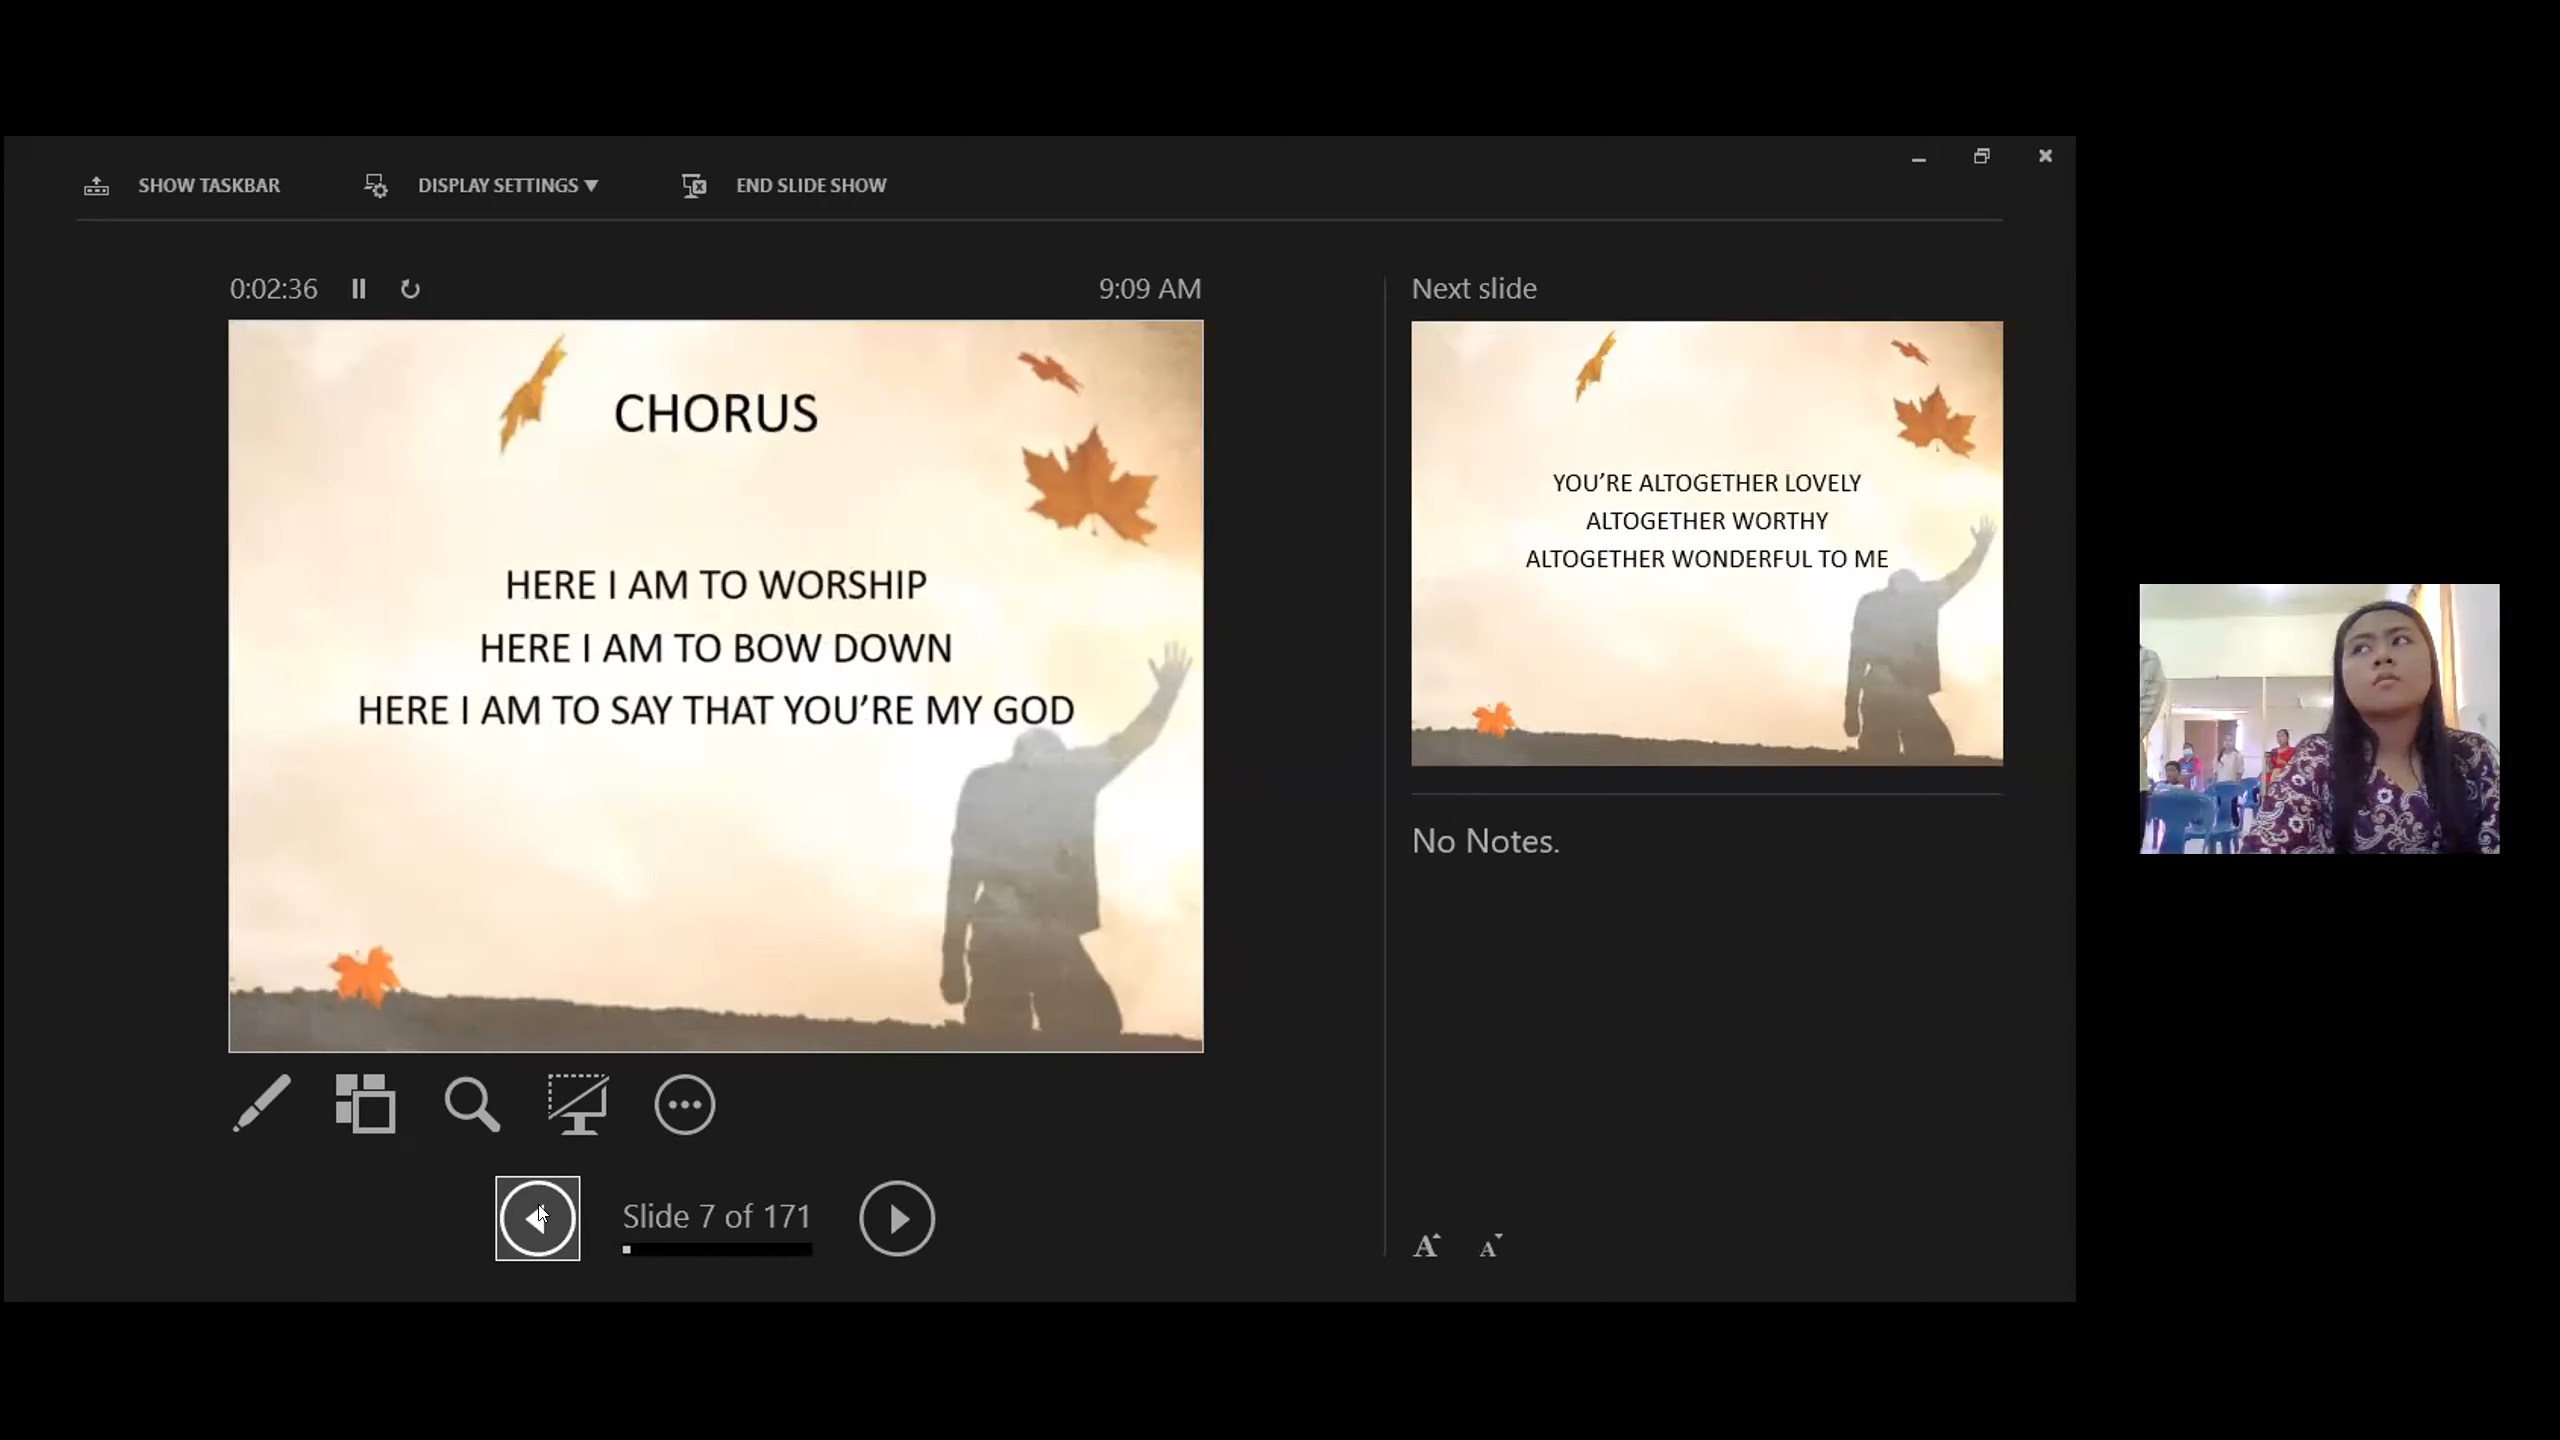 SHOW TASKBAR
DISPLAY SETTINGS ▼
END SLIDE SHOW
0:02:36
9:09 AM
CHORUS
HERE I AM TO WORSHIP
HERE I AM TO BOW DOWN
HERE I AM TO SAY THAT YOU'RE MY GOD
Slide 7 of 171
Next slide
YOU'RE ALTOGETHER LOVELY
ALTOGETHER WORTHY
ALTOGETHER WONDERFUL TO ME
No Notes.
A A